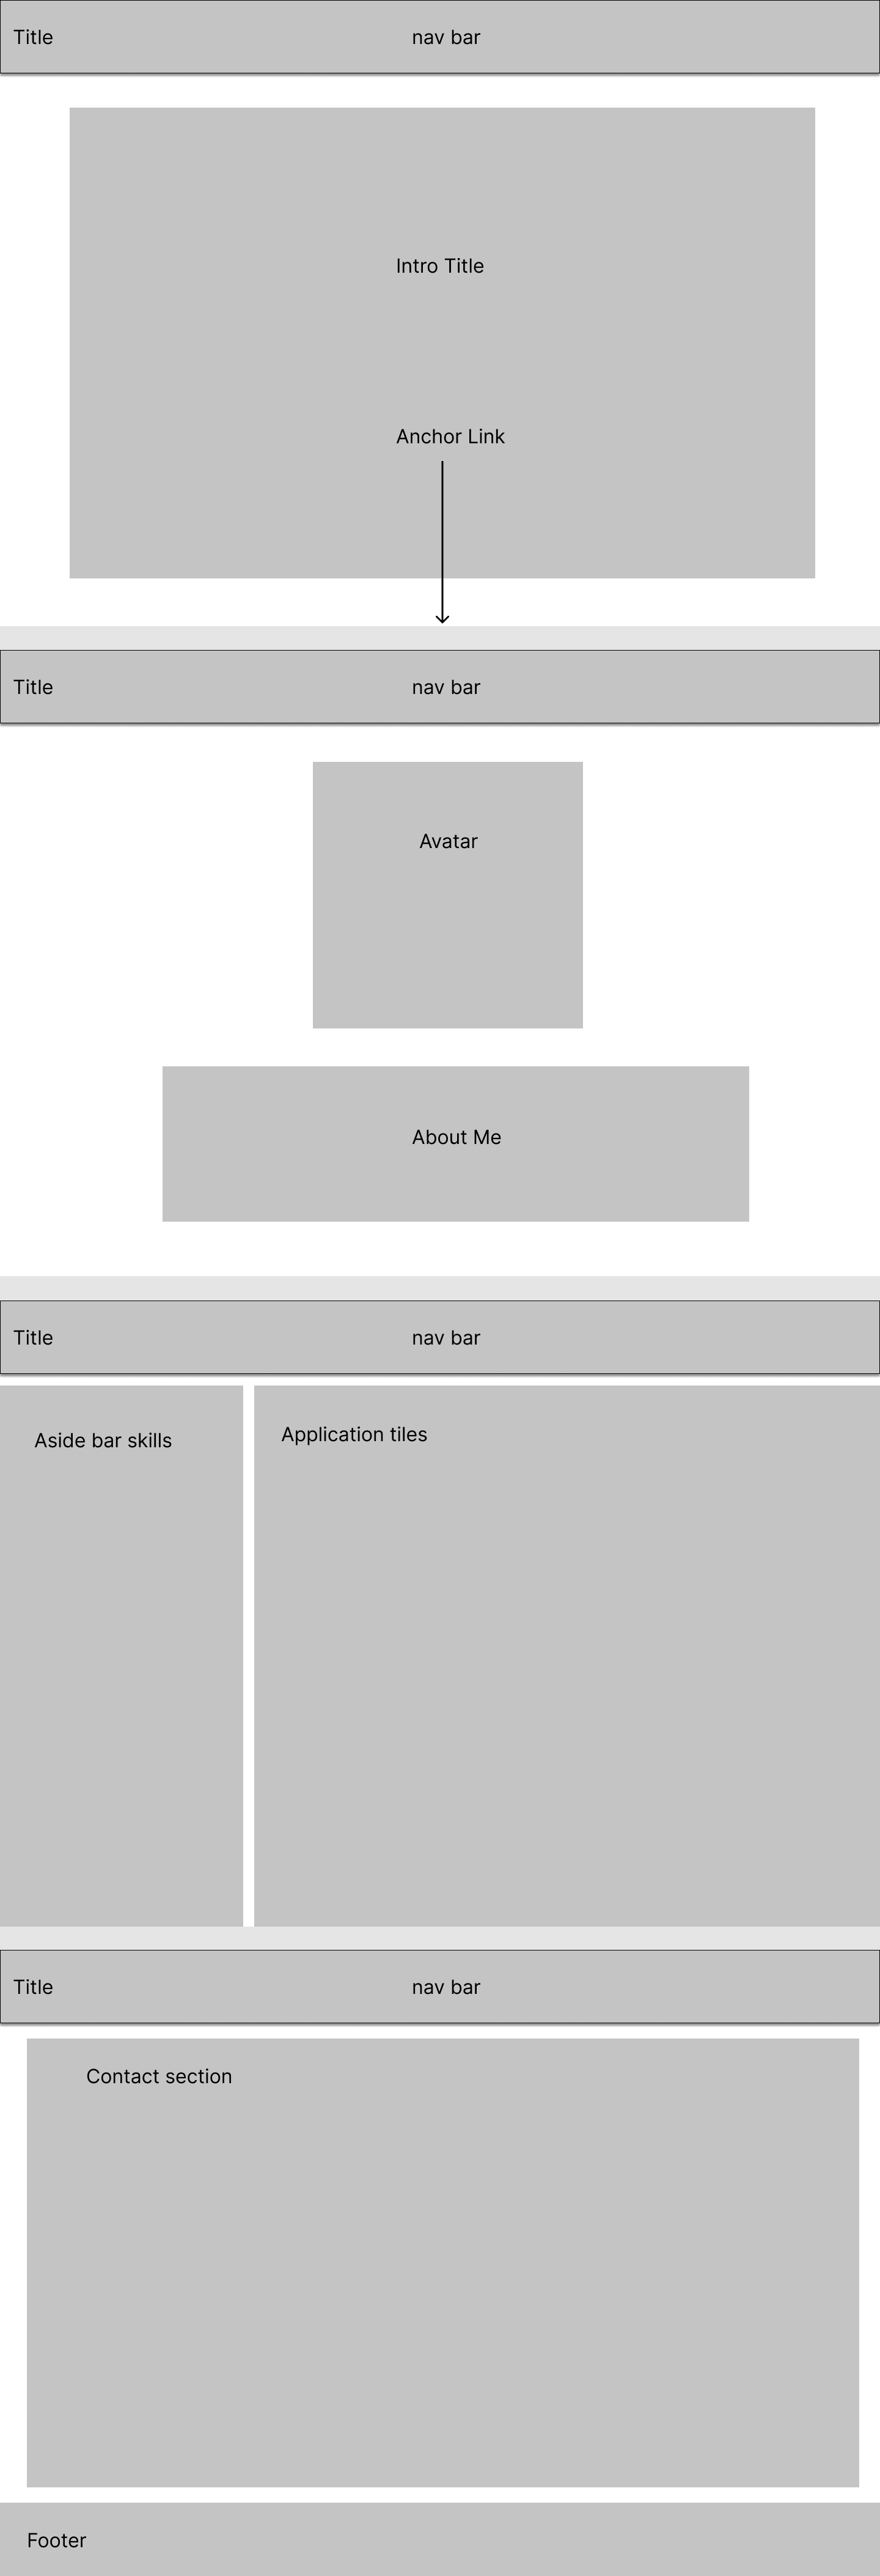 Title
nav bar
Intro Title
Anchor Link
Title
nav bar
Avatar
About Me
Title
nav bar
Aside bar skills
Application tiles
Title
nav bar
Contact section
Footer